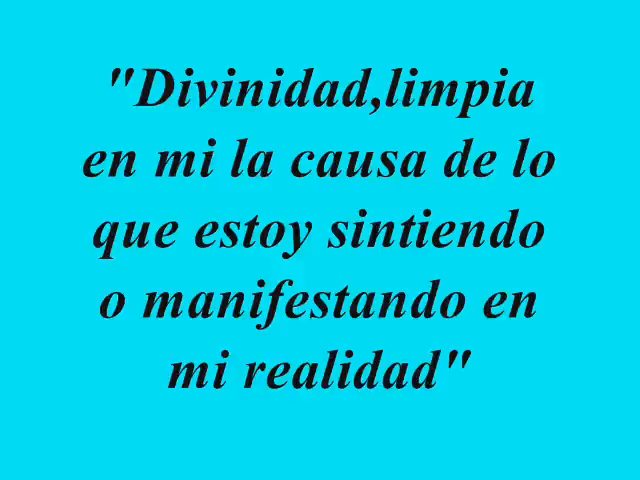 "Divinidad,limpia
en mi la causa de lo
que estoy sintiendo
o manifestando en
mi realidad"